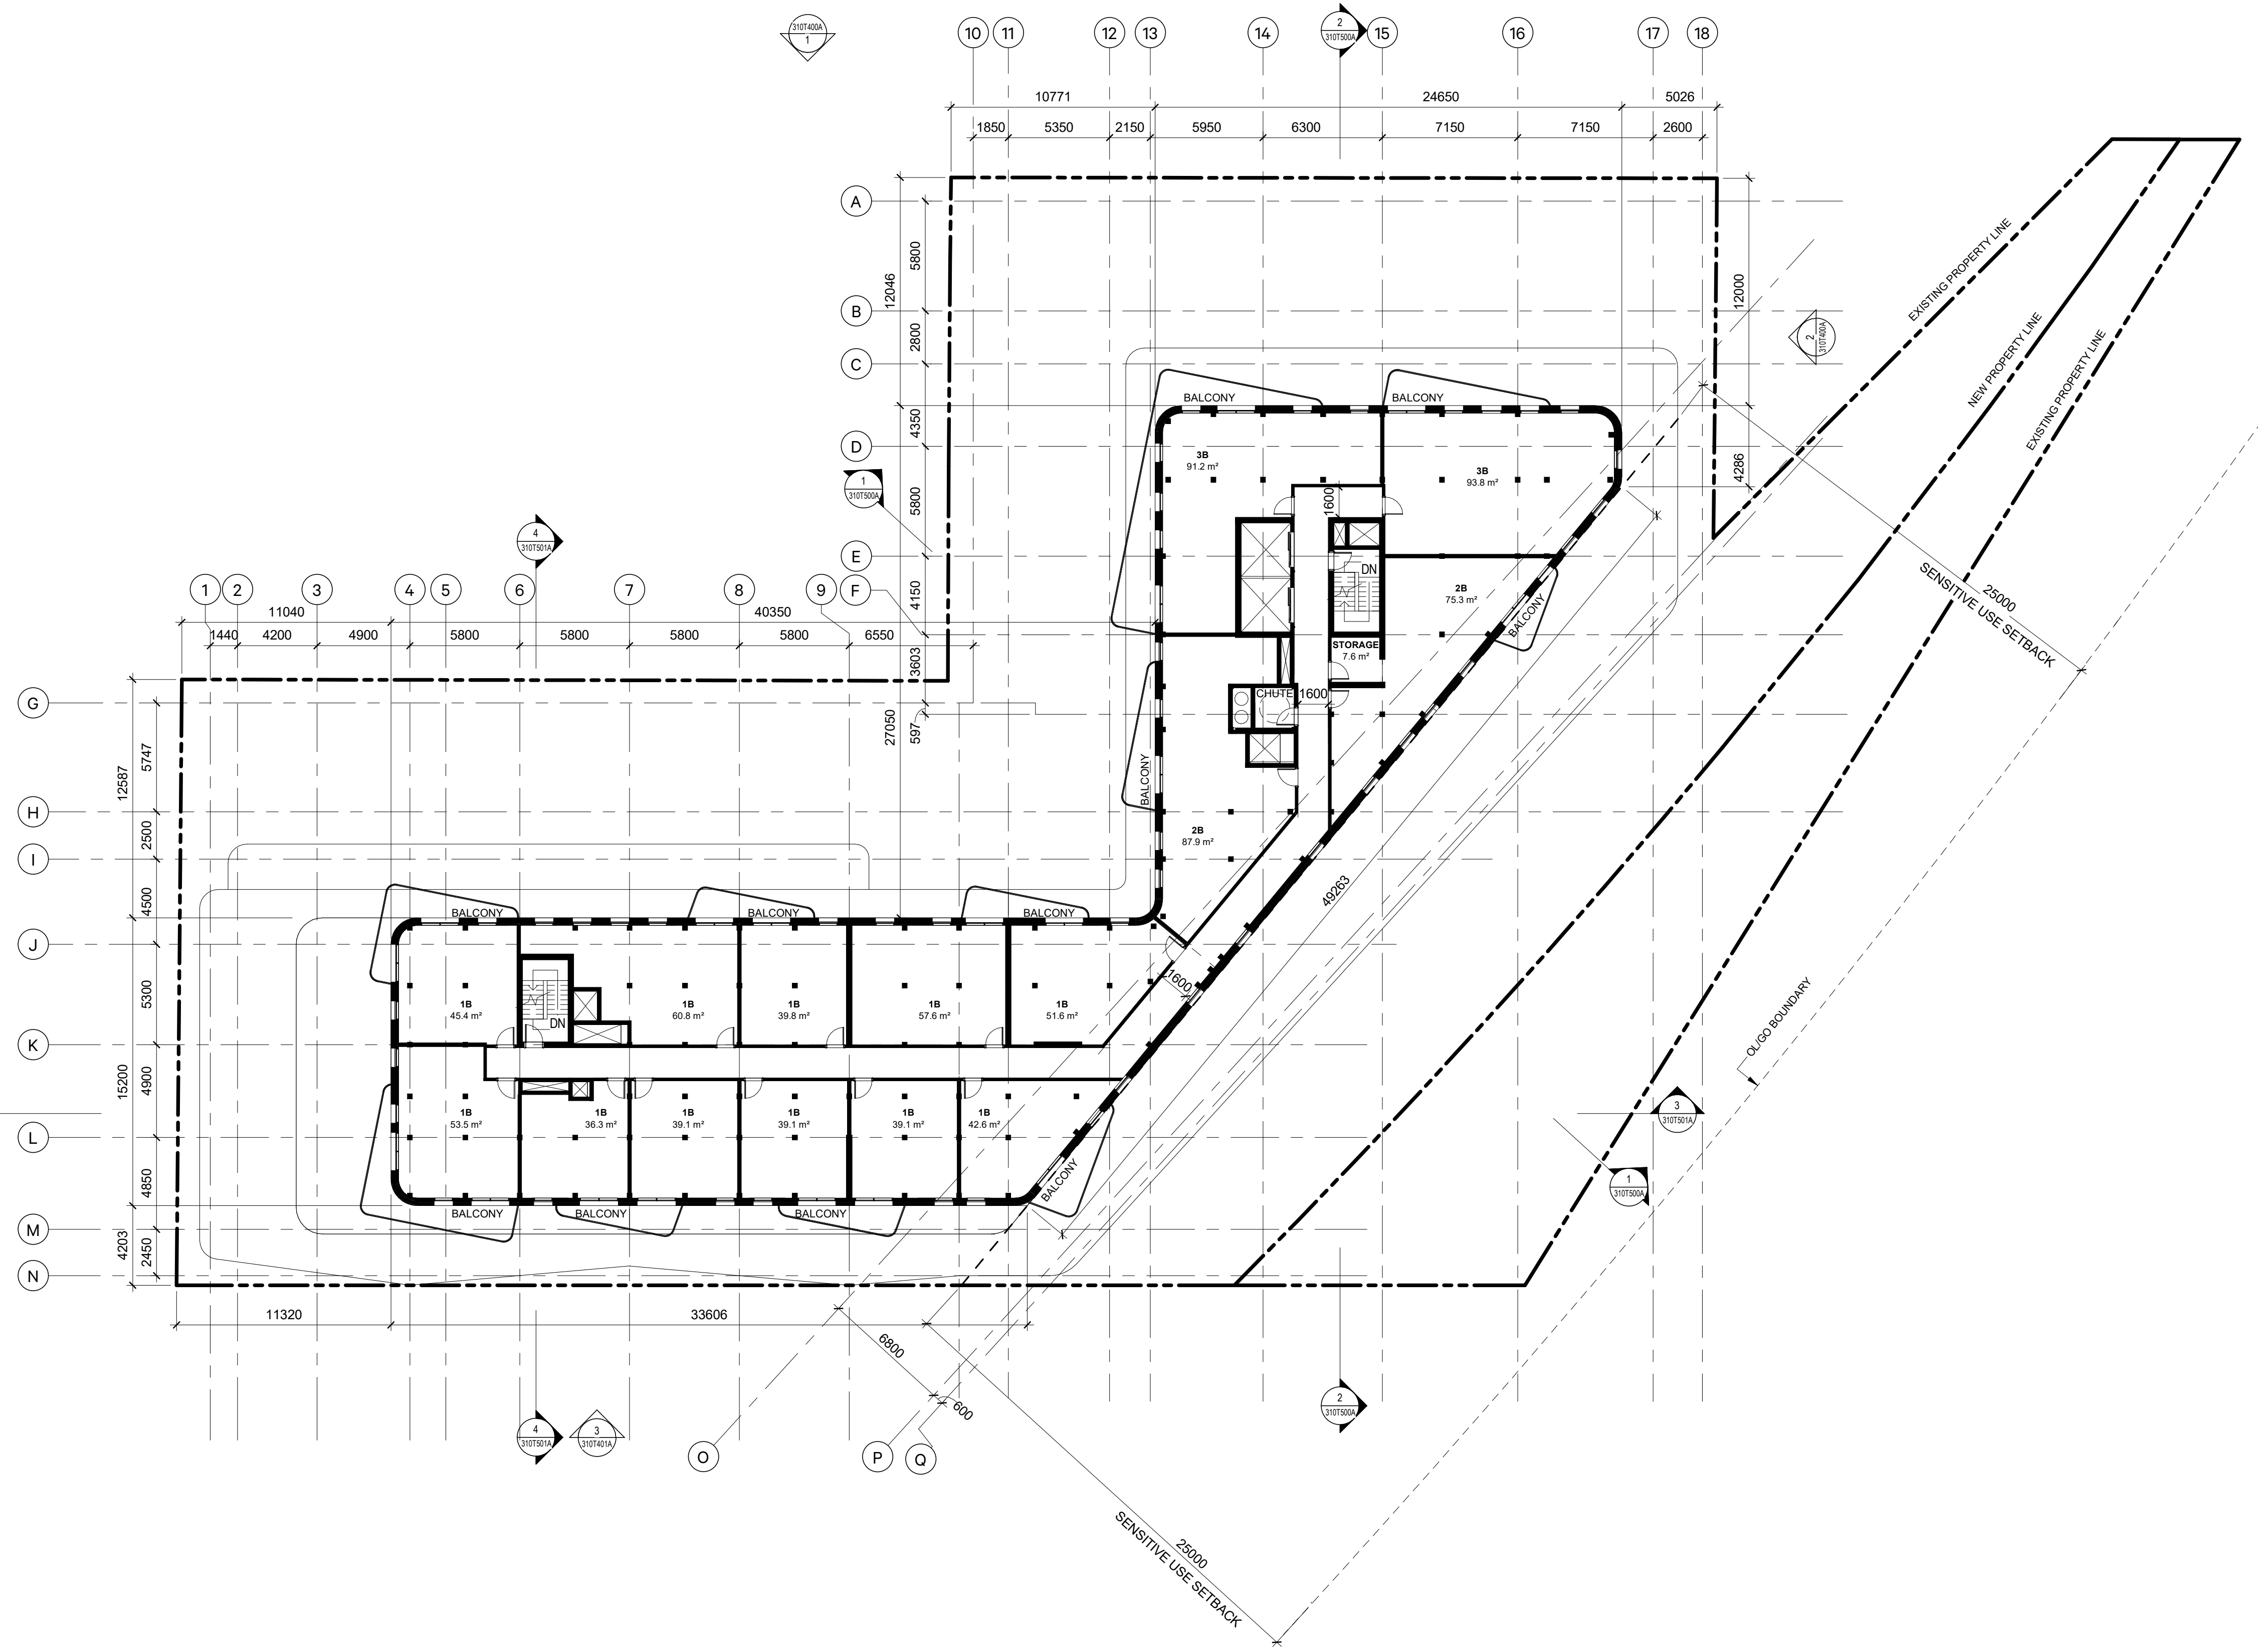 310T400A
1
10
11
12
13
14
2
310T500A
15
16
17
18
10771
24650
5026
1850
5350
2150
5950
6300
7150
7150
2600
A
B
C
D
E
F
5800
2800
4350
5800
4150
3603
597
12046
27050
12000
4286
EXISTING PROPERTY LINE
NEW PROPERTY LINE
EXISTING PROPERTY LINE
2
310T400A
1
310T500A
BALCONY
BALCONY
3B
91.2 m²
3B
93.8 m²
1600
DN
2B
75.3 m²
BALCONY
STORAGE
7.6 m²
CHUTE
1600
BALCONY
2B
87.9 m²
25000
SENSITIVE USE SETBACK
4
310T501A
1
2
3
4
5
6
7
8
9
11040
40350
1440
4200
4900
5800
5800
5800
5800
6550
G
H
I
J
K
L
M
N
12587
15200
4203
5747
2500
4500
5300
4900
4850
2450
BALCONY
BALCONY
BALCONY
1B
45.4 m²
DN
1B
60.8 m²
1B
39.8 m²
1B
57.6 m²
1B
51.6 m²
1600
49263
1B
53.5 m²
1B
36.3 m²
1B
39.1 m²
1B
39.1 m²
1B
39.1 m²
1B
42.6 m²
BALCONY
BALCONY
BALCONY
BALCONY
OL/GO BOUNDARY
3
310T501A
1
310T500A
11320
33606
6800
600
O
P
Q
4
310T501A
3
310T401A
2
310T500A
25000
SENSITIVE USE SETBACK